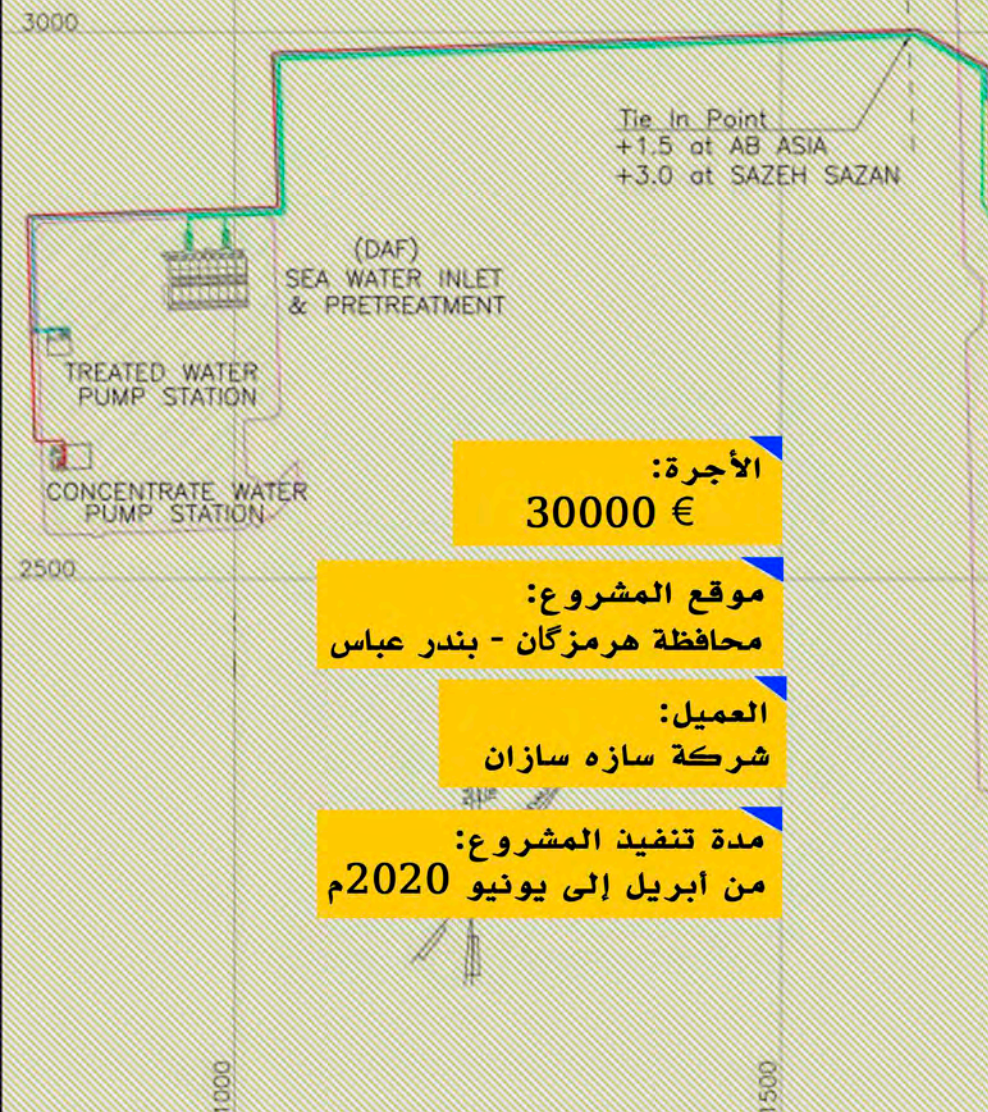 3000
Tie In Point
+1.5 at AB ASIA
+3.0 at SAZEH SAZAN
(DAF)
SEA WATER INLET
& PRETREATMENT
TREATED WATER
PUMP STATION
CONCENTRATE WATER
PUMP STATION
الأجرة:
30000 €
2500
موقع المشروع:
محافظة هرمزگان - بندر عباس
العميل:
شركة سازه سازان
مدة تنفيذ المشروع:
من أبريل إلى يونيو 2020م
1000
1500